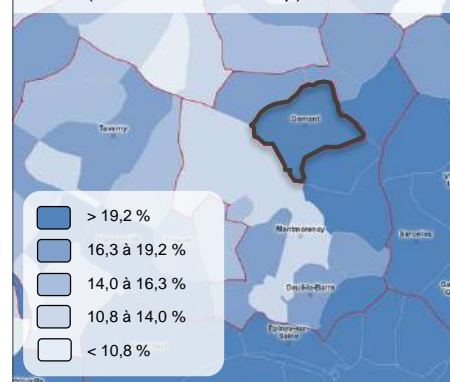 Domont
Taverny
Montmorency
Sarcelles
Deuil-la-Barre
Épinay-sur
Seine
> 19,2 %
16,3 à 19,2 %
14,0 à 16,3 %
10,8 à 14,0 %
< 10,8 %